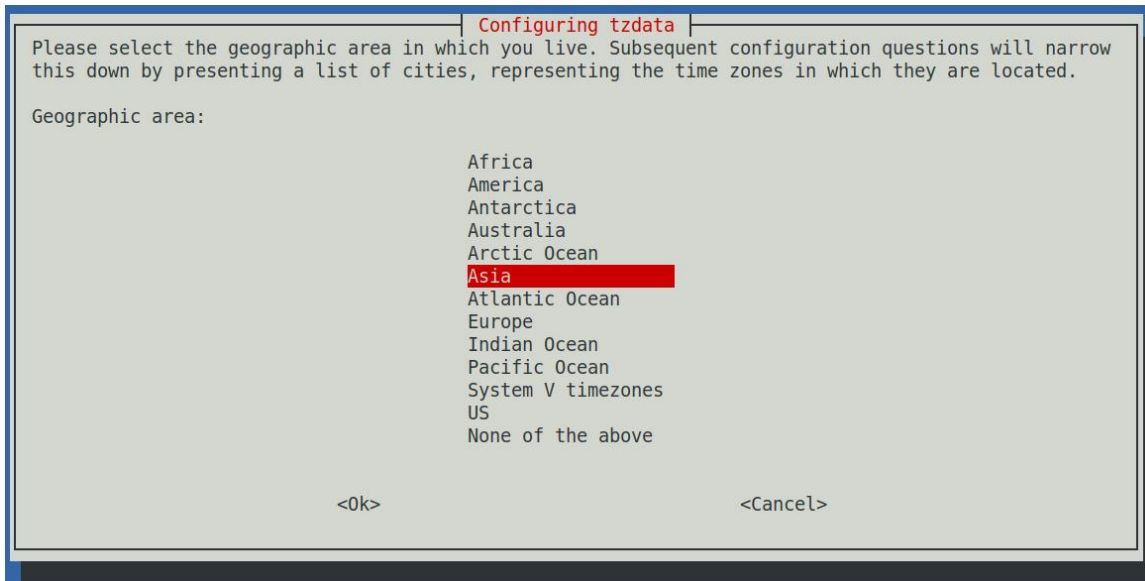 Configuring tzdata
Please select the geographic area in which you live. Subsequent configuration questions will narrow
this down by presenting a list of cities, representing the time zones in which they are located.
Geographic area:
Africa
America
Antarctica
Australia
Arctic Ocean
Asia
Atlantic Ocean
Europe
Indian Ocean
Pacific Ocean
System V timezones
US
None of the above
<Ok> <Cancel>